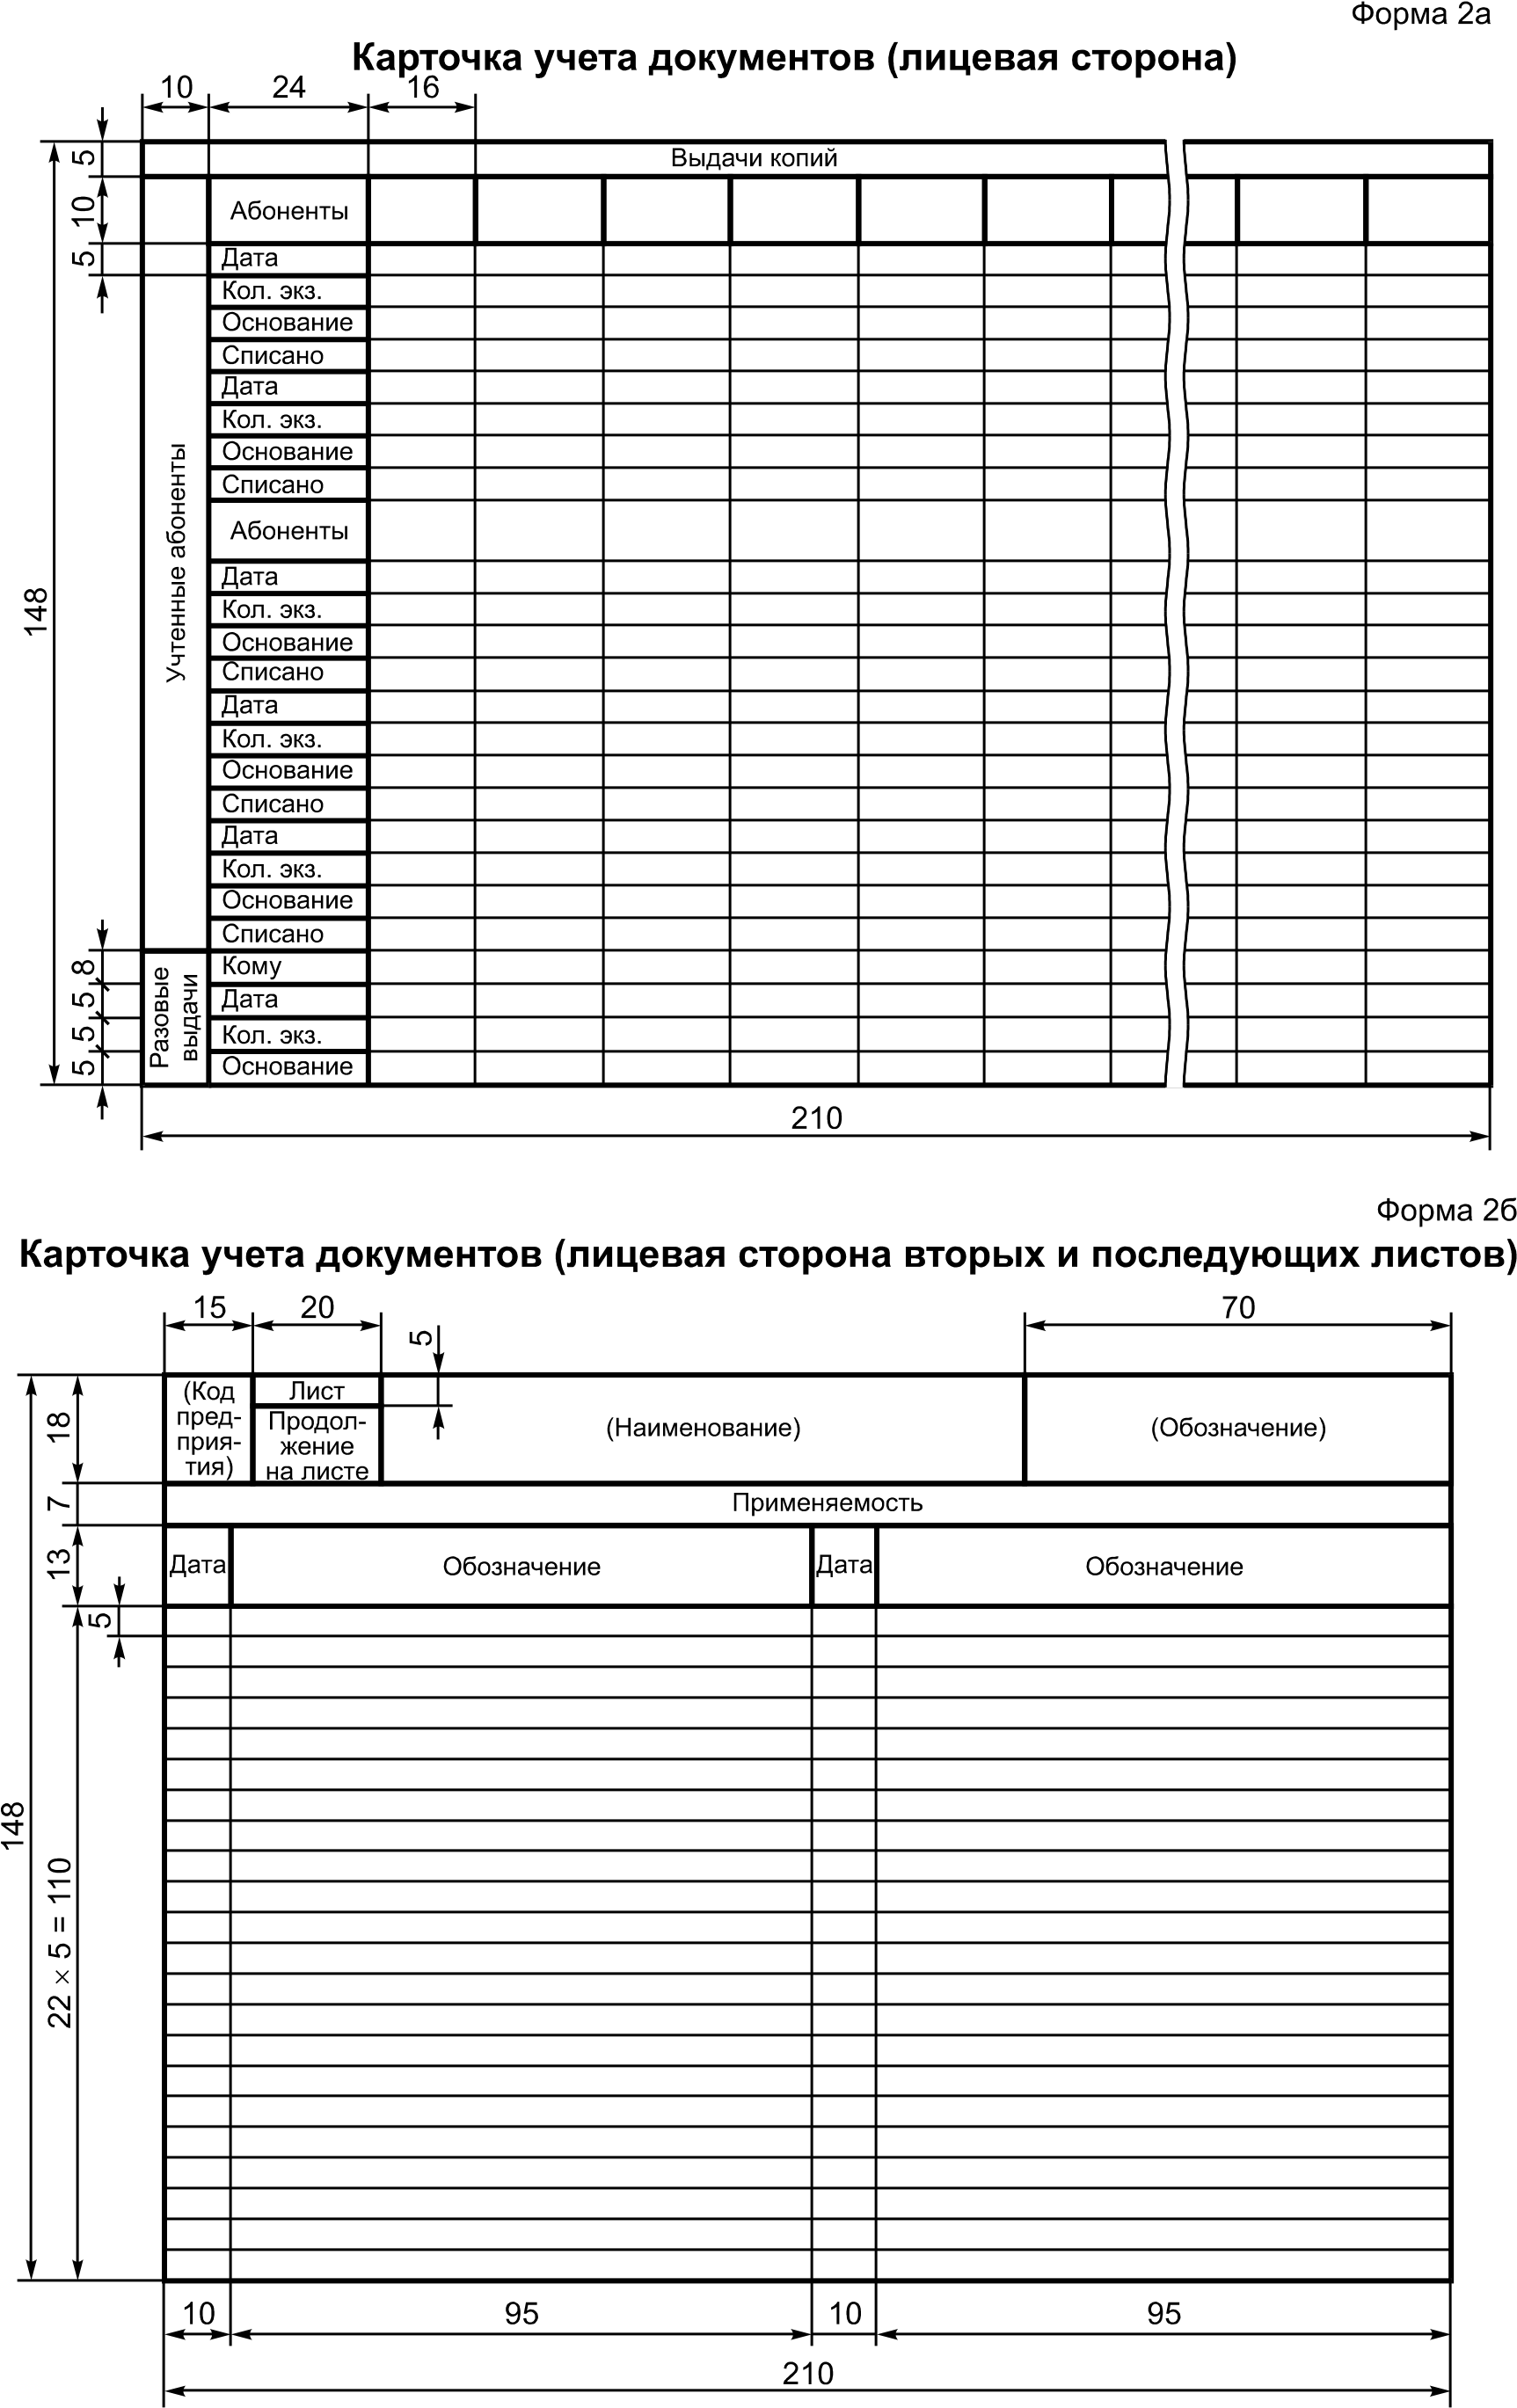 Форма 2а
Карточка учета документов (лицевая сторона)
10 24 16
5
Выдачи копий
10
Абоненты
5
Дата
Кол. экз.
Основание
Списано
Дата
Кол. экз.
Основание
Списано
Абоненты
Учтенные абоненты
148
Дата
Кол. экз.
Основание
Списано
Дата
Кол. экз.
Основание
Списано
Дата
Кол. экз.
Основание
Списано
8
Кому
5
Дата
Разовые
выдачи
5
Кол. экз.
5
Основание
210
Форма 2б
Карточка учета документов (лицевая сторона вторых и последующих листов)
15 20 5 70
18
(Код
пред-
прия-
тия)
Лист
Продол-
жение
на листе
(Наименование)
(Обозначение)
7
Применяемость
13
Дата
Обозначение
Дата
Обозначение
5
148
22 × 5 = 110
10 95 10 95
210